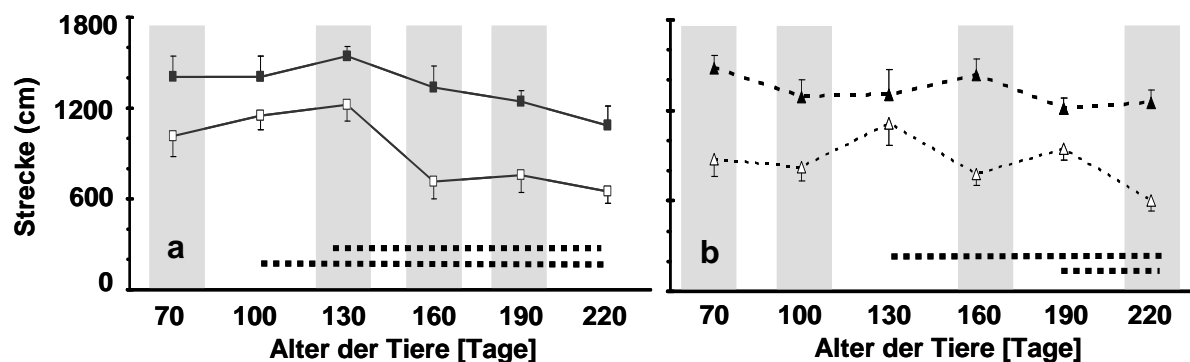 1800
1200
600
0
Strecke (cm)
a
b
70 100 130 160 190 220
70 100 130 160 190 220
Alter der Tiere [Tage]
Alter der Tiere [Tage]